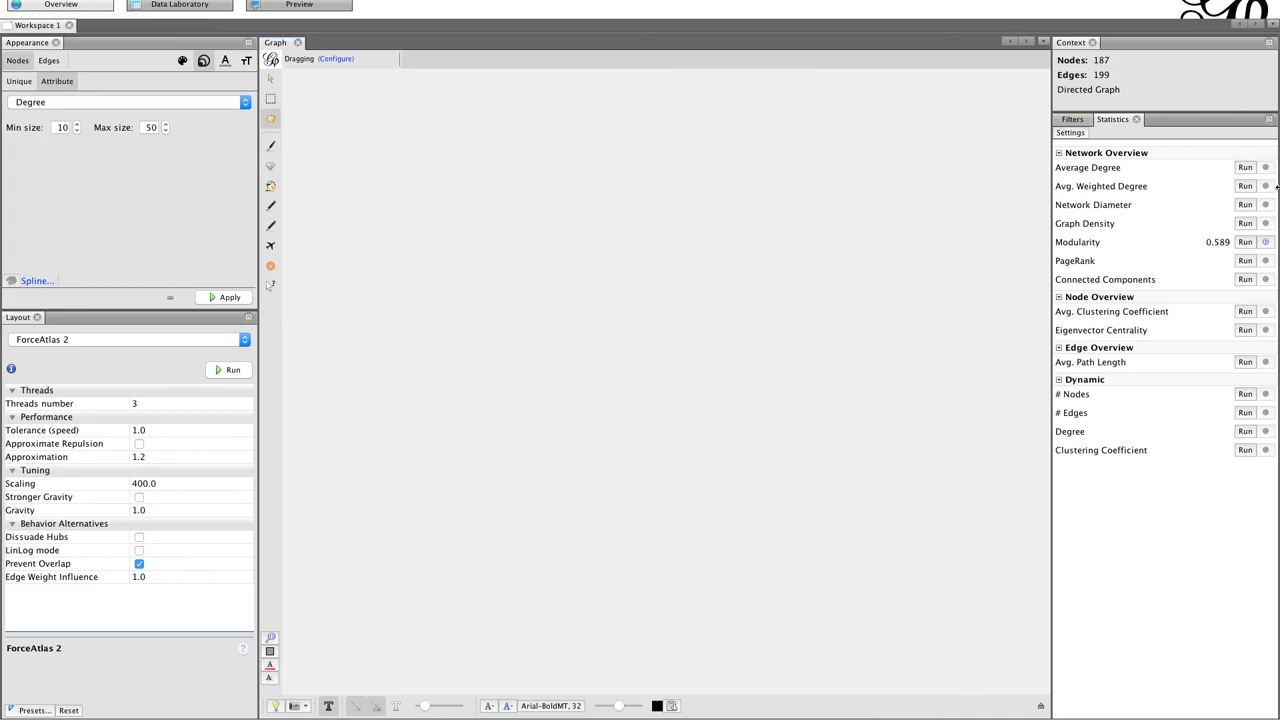 Overview Data Laboratory Preview
Workspace 1
Appearance
Nodes Edges
Unique Attribute
Degree
Min size: 10 Max size: 50
Spline...
Apply
Layout
ForceAtlas 2
Run
Threads
Threads number 3
Performance
Tolerance (speed) 1.0
Approximate Repulsion
Approximation 1.2
Tuning
Scaling 400.0
Stronger Gravity
Gravity 1.0
Behavior Alternatives
Dissuade Hubs
LinLog mode
Prevent Overlap
Edge Weight Influence 1.0
ForceAtlas 2
Presets... Reset
Graph
Dragging (Configure)
Arial-BoldMT, 32
Context
Nodes: 187
Edges: 199
Directed Graph
Filters Statistics
Settings
Network Overview
Average Degree Run
Avg. Weighted Degree Run
Network Diameter Run
Graph Density Run
Modularity 0.589 Run
PageRank Run
Connected Components Run
Node Overview
Avg. Clustering Coefficient Run
Eigenvector Centrality Run
Edge Overview
Avg. Path Length Run
Dynamic
# Nodes Run
# Edges Run
Degree Run
Clustering Coefficient Run